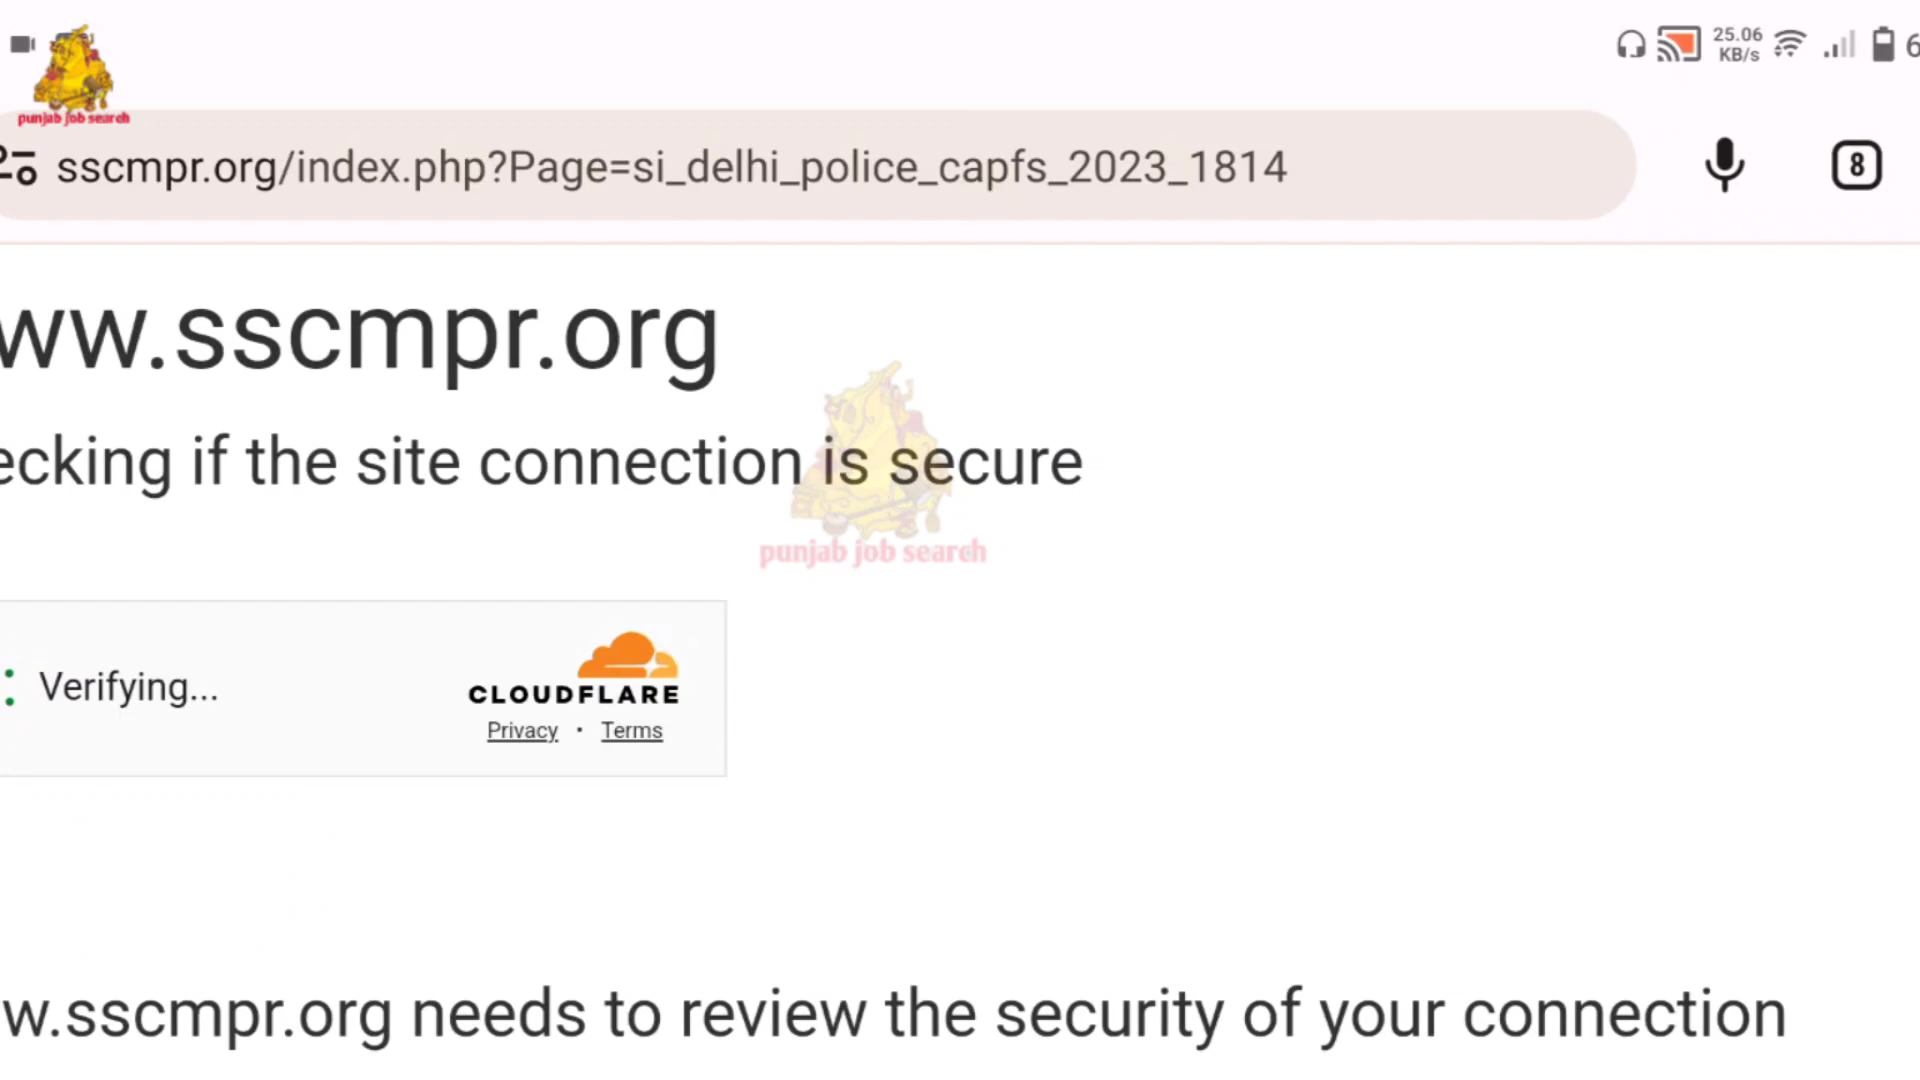 25.06
KB/s
6
punjab job search
sscmpr.org/index.php?Page=si_delhi_police_capfs_2023_1814
8
ww.sscmpr.org
ecking if the site connection is secure
punjab job search
Verifying...
CLOUDFLARE
Privacy • Terms
w.sscmpr.org needs to review the security of your connection